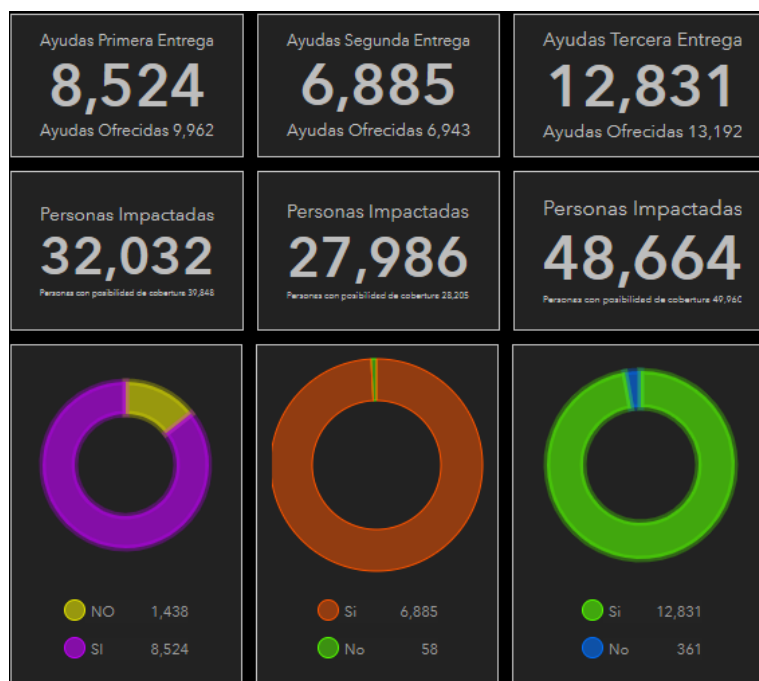 Ayudas Primera Entrega
8,524
Ayudas Ofrecidas 9,962
Ayudas Segunda Entrega
6,885
Ayudas Ofrecidas 6,943
Ayudas Tercera Entrega
12,831
Ayudas Ofrecidas 13,192
Personas Impactadas
32,032
Personas con posibilidad de cobertura 39,848
Personas Impactadas
27,986
Personas con posibilidad de cobertura 28,205
Personas Impactadas
48,664
Personas con posibilidad de cobertura 49,960
NO 1,438
SI 8,524
Si 6,885
No 58
Si 12,831
No 361